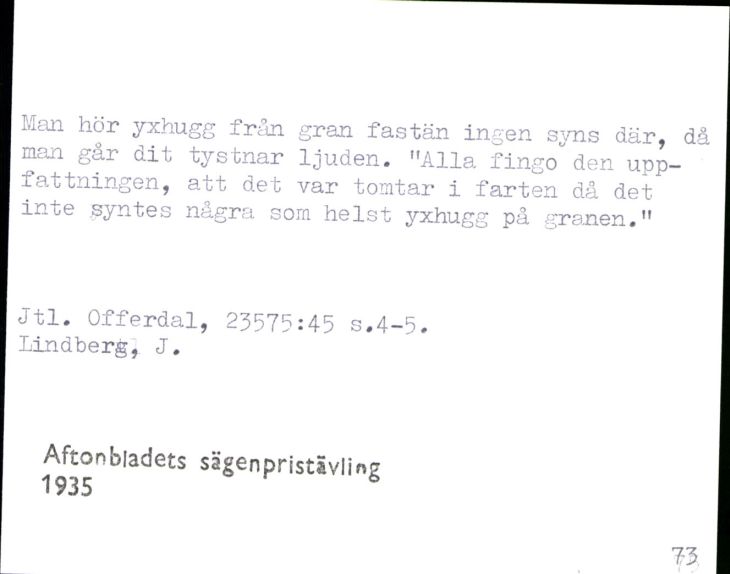 Man hör yxhugg från gran fastän ingen syns där, då
man går dit tystnar ljuden. "Alla fingo den upp-
fattningen, att det var tomtar i farten då det
inte syntes några som helst yxhugg på granen."
Jtl. Offerdal, 23575:45 s.4-5.
Lindberg, J.
Aftonbladets sägenpristävling
1935
73